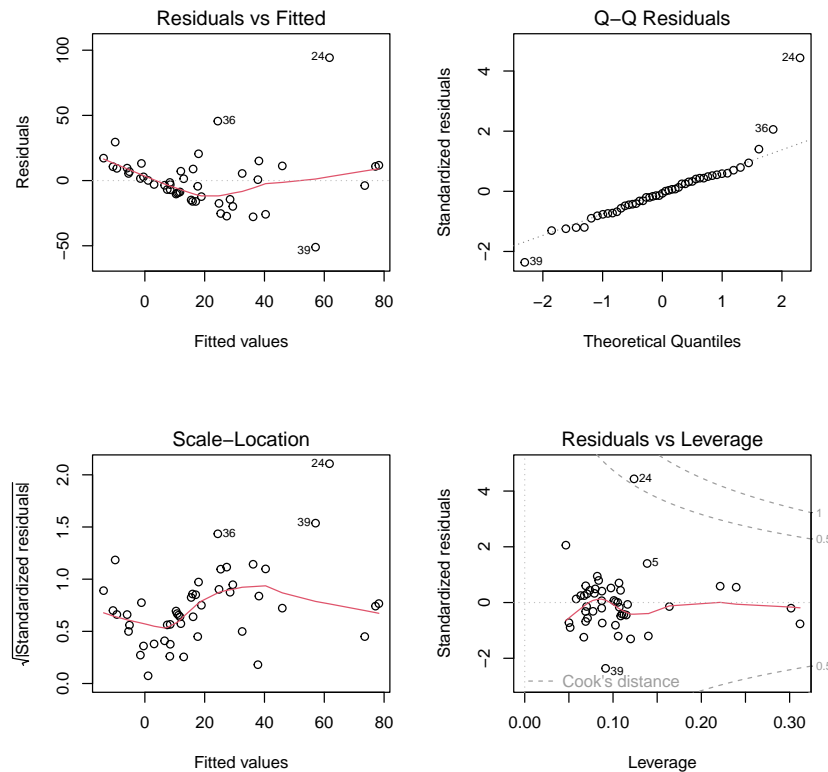 Residuals vs Fitted
Residuals
100
50
0
−50
24
36
39
0 20 40 60 80
Fitted values
Q−Q Residuals
Standardized residuals
4
2
0
−2
24
36
39
−2 −1 0 1 2
Theoretical Quantiles
Scale−Location
√|Standardized residuals|
2.0
1.5
1.0
0.5
0.0
24
39
36
0 20 40 60 80
Fitted values
Residuals vs Leverage
Standardized residuals
4
2
0
−2
24
1
0.5
5
39
0.5
Cook's distance
0.00 0.10 0.20 0.30
Leverage